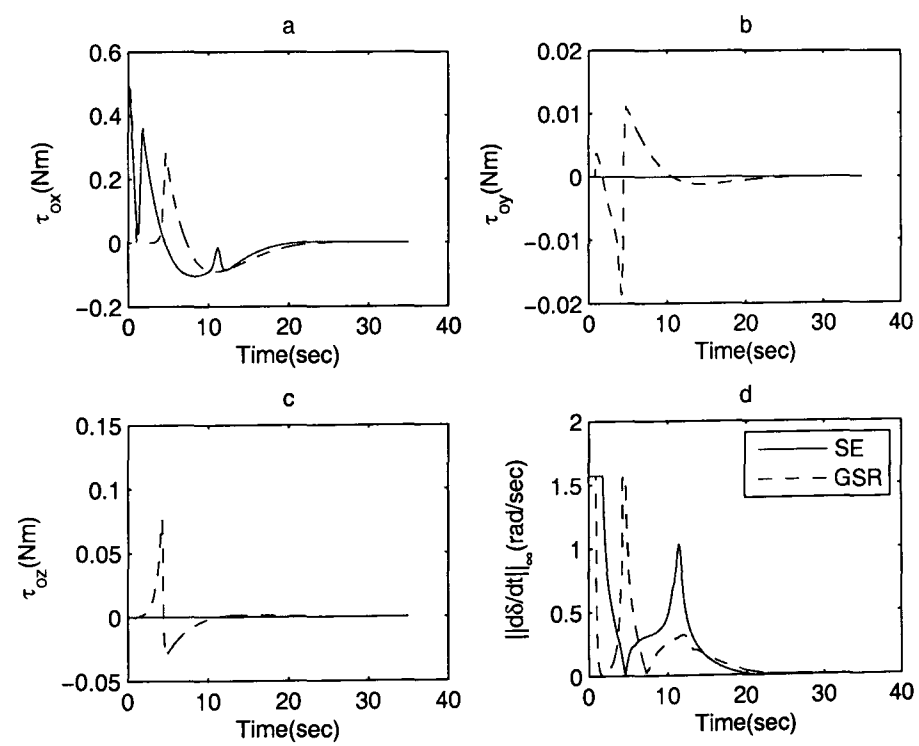 a
0.6
0.4
0.2
0
−0.2
τox(Nm)
0 10 20 30 40
Time(sec)
b
0.02
0.01
0
−0.01
−0.02
τoy(Nm)
0 10 20 30 40
Time(sec)
c
0.15
0.1
0.05
0
−0.05
τoz(Nm)
0 10 20 30 40
Time(sec)
d
2
1.5
1
0.5
0
||dδ/dt||∞(rad/sec)
SE
GSR
0 10 20 30 40
Time(sec)